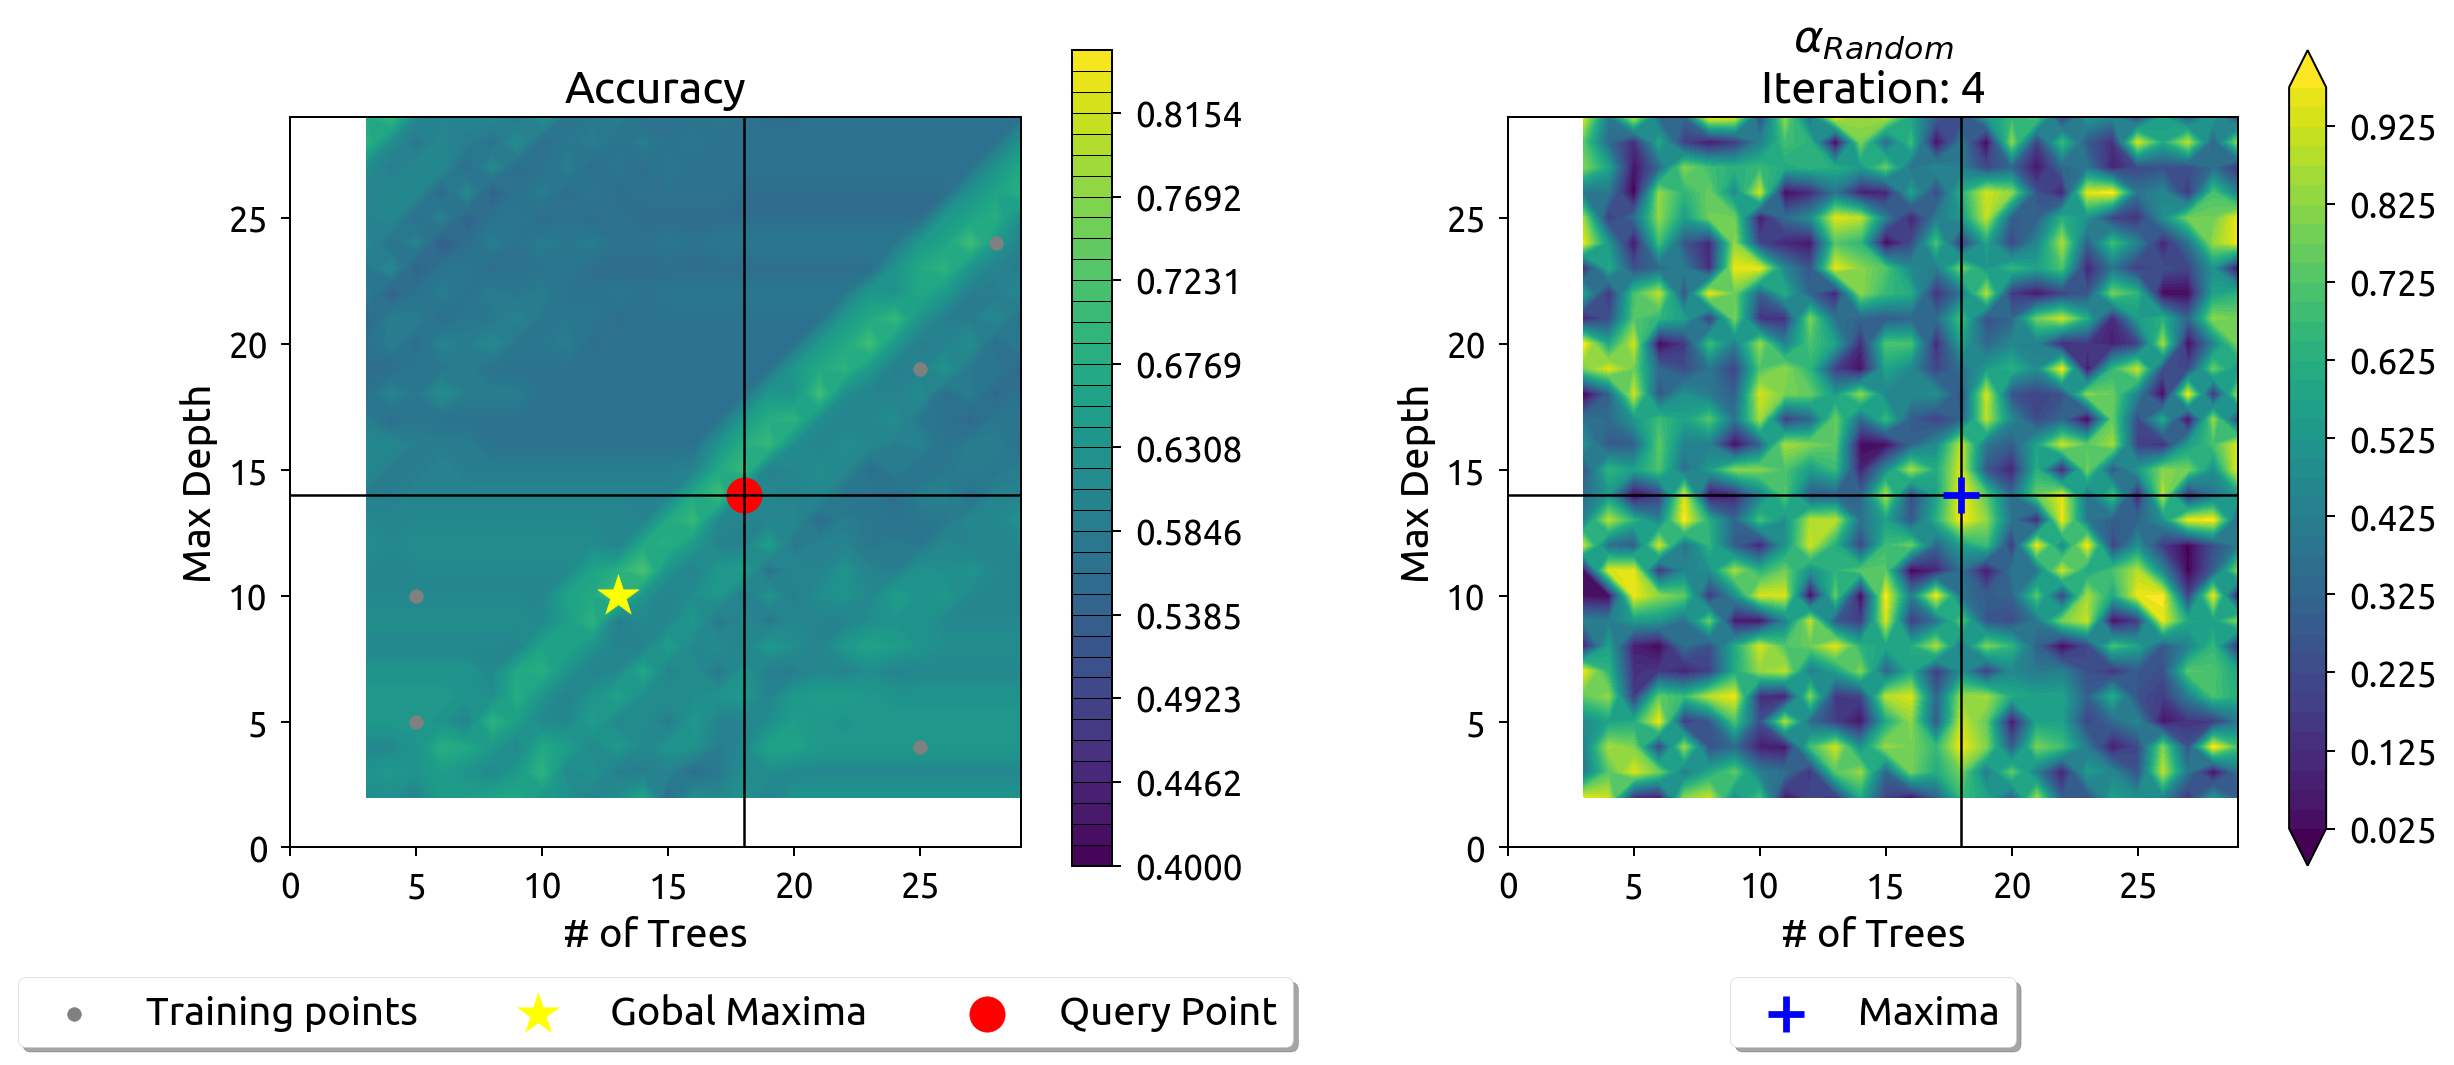 Accuracy
Max Depth
25
20
15
10
5
0
0 5 10 15 20 25
# of Trees
0.8154
0.7692
0.7231
0.6769
0.6308
0.5846
0.5385
0.4923
0.4462
0.4000
Training points Gobal Maxima Query Point
αRandom
Iteration: 4
Max Depth
25
20
15
10
5
0
0 5 10 15 20 25
# of Trees
0.925
0.825
0.725
0.625
0.525
0.425
0.325
0.225
0.125
0.025
Maxima